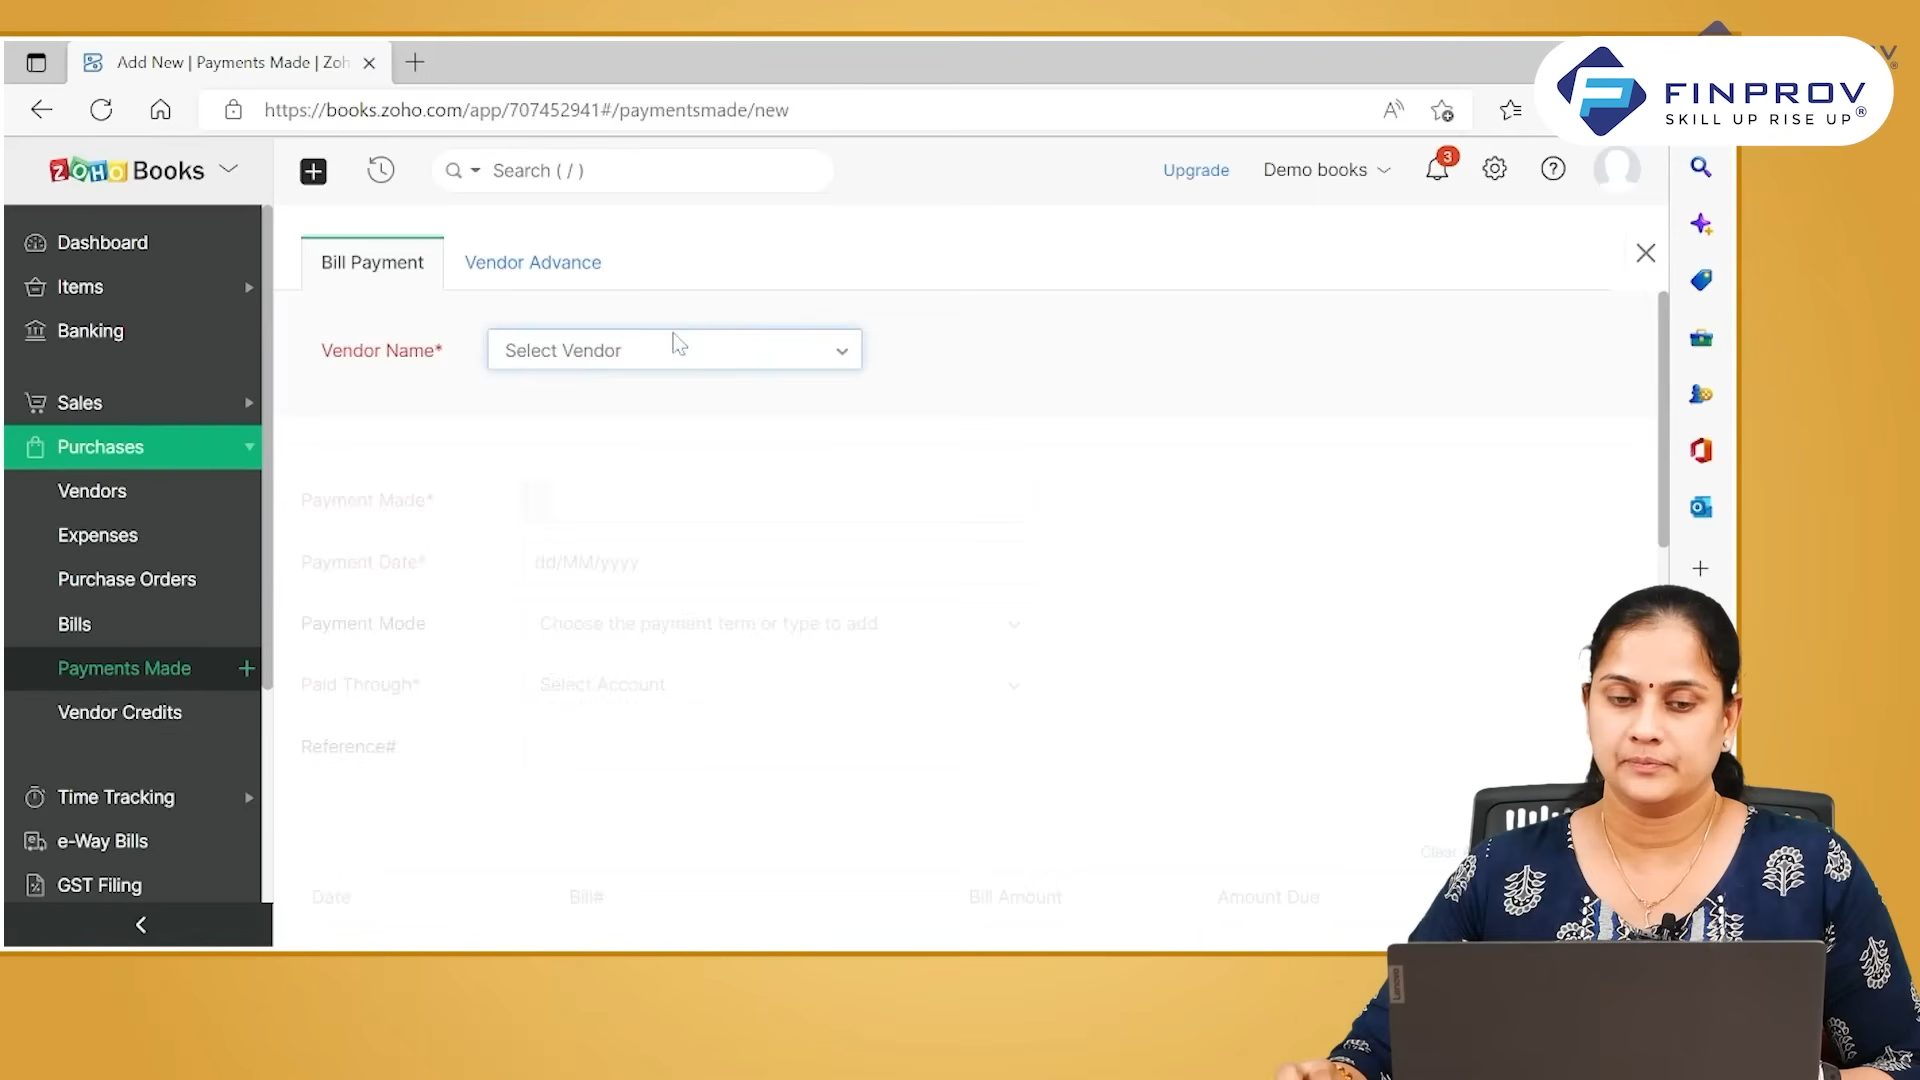 Add New | Payments Made | Zoh
https://books.zoho.com/app/707452941#/paymentsmade/new
FINPROV
SKILL UP RISE UP®
ZOHO Books
Search ( / )
Upgrade
Demo books
3
Dashboard
Items
Banking
Sales
Purchases
Vendors
Expenses
Purchase Orders
Bills
Payments Made
Vendor Credits
Time Tracking
e-Way Bills
GST Filing
Bill Payment
Vendor Advance
Vendor Name*
Select Vendor
Payment Made*
Payment Date*
dd/MM/yyyy
Payment Mode
Choose the payment term or type to add
Paid Through*
Select Account
Reference#
Clear
Date
Bill#
Bill Amount
Amount Due
Lenovo